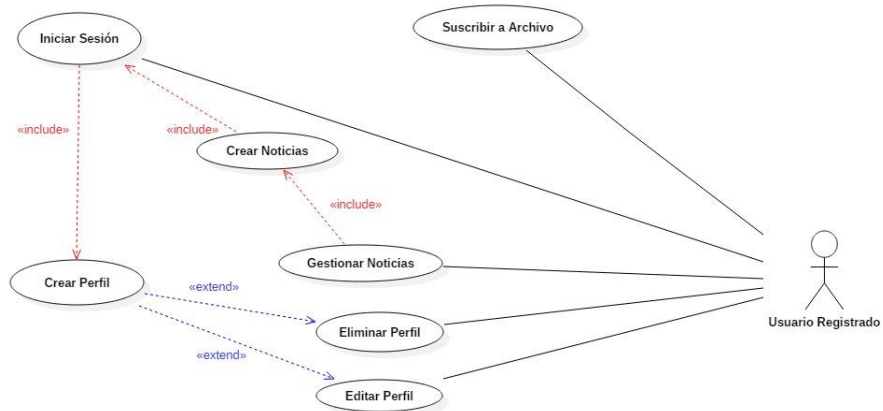 Suscribir a Archivo
Iniciar Sesión
«include»
«include»
Crear Noticias
«include»
Gestionar Noticias
Crear Perfil
«extend»
Eliminar Perfil
Usuario Registrado
«extend»
Editar Perfil